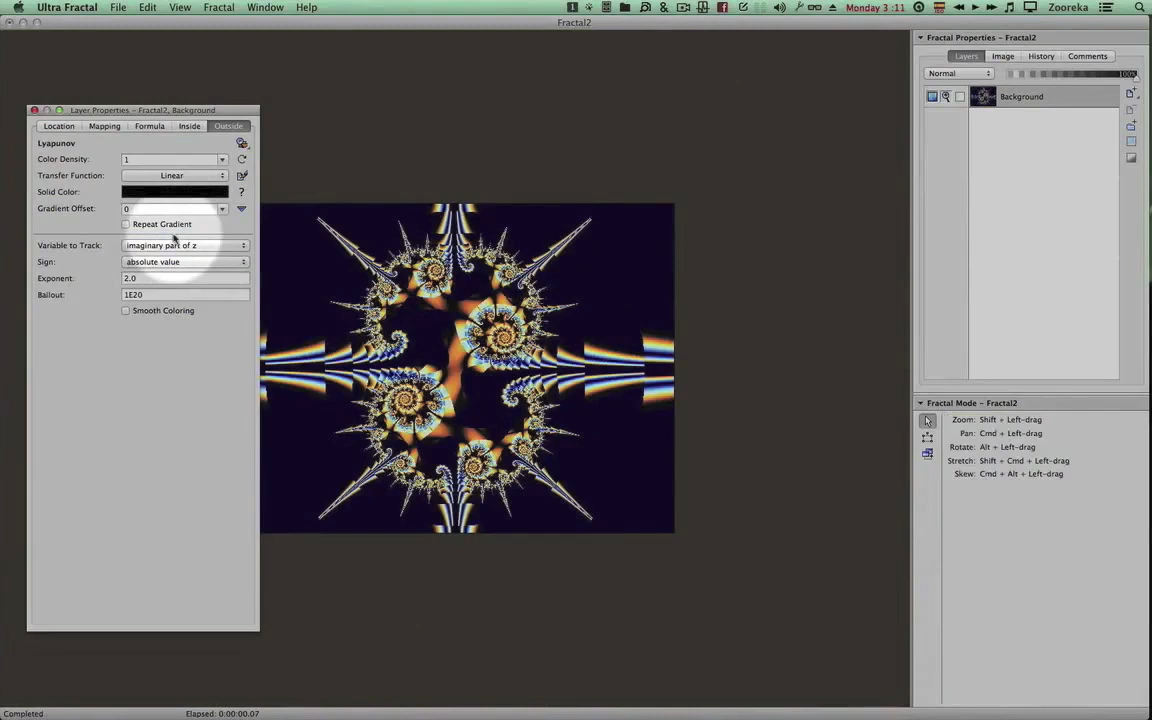 Ultra Fractal File Edit View Fractal Window Help 1 Monday 3 :11 Zooreka
Fractal2
Fractal Properties – Fractal2
Layers Image History Comments
Normal 100%
Background
Layer Properties – Fractal2, Background
Location Mapping Formula Inside Outside
Lyapunov
Color Density: 1
Transfer Function: Linear
Solid Color: ?
Gradient Offset: 0
Repeat Gradient
Variable to Track: imaginary part of z
Sign: absolute value
Exponent: 2.0
Bailout: 1E20
Smooth Coloring
Fractal Mode – Fractal2
Zoom: Shift + Left-drag
Pan: Cmd + Left-drag
Rotate: Alt + Left-drag
Stretch: Shift + Cmd + Left-drag
Skew: Cmd + Alt + Left-drag
Completed Elapsed: 0:00:00.07